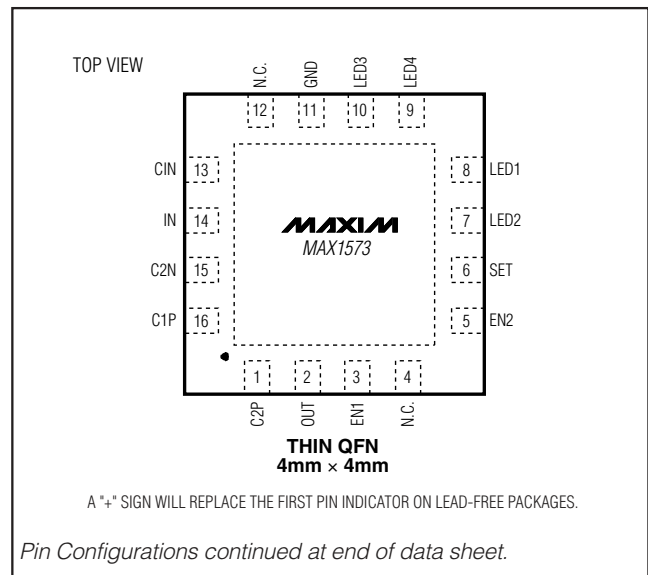 TOP VIEW
N.C. GND LED3 LED4
12 11 10 9
CIN 13 8 LED1
IN 14 7 LED2
MAXIM
MAX1573
C2N 15 6 SET
C1P 16 5 EN2
1 2 3 4
C2P OUT EN1 N.C.
THIN QFN
4mm × 4mm
A "+" SIGN WILL REPLACE THE FIRST PIN INDICATOR ON LEAD-FREE PACKAGES.
Pin Configurations continued at end of data sheet.